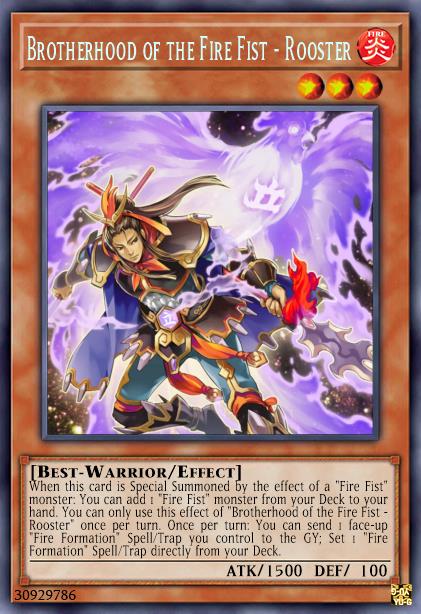 BROTHERHOOD OF THE FIRE FIST - ROOSTER
FIRE
炎
[BEST-WARRIOR/EFFECT]
When this card is Special Summoned by the effect of a "Fire Fist"
monster: You can add 1 "Fire Fist" monster from your Deck to your
hand. You can only use this effect of "Brotherhood of the Fire Fist -
Rooster" once per turn. Once per turn: You can send 1 face-up
"Fire Formation" Spell/Trap you control to the GY; Set 1 "Fire
Formation" Spell/Trap directly from your Deck.
ATK/1500 DEF/ 100
30929786